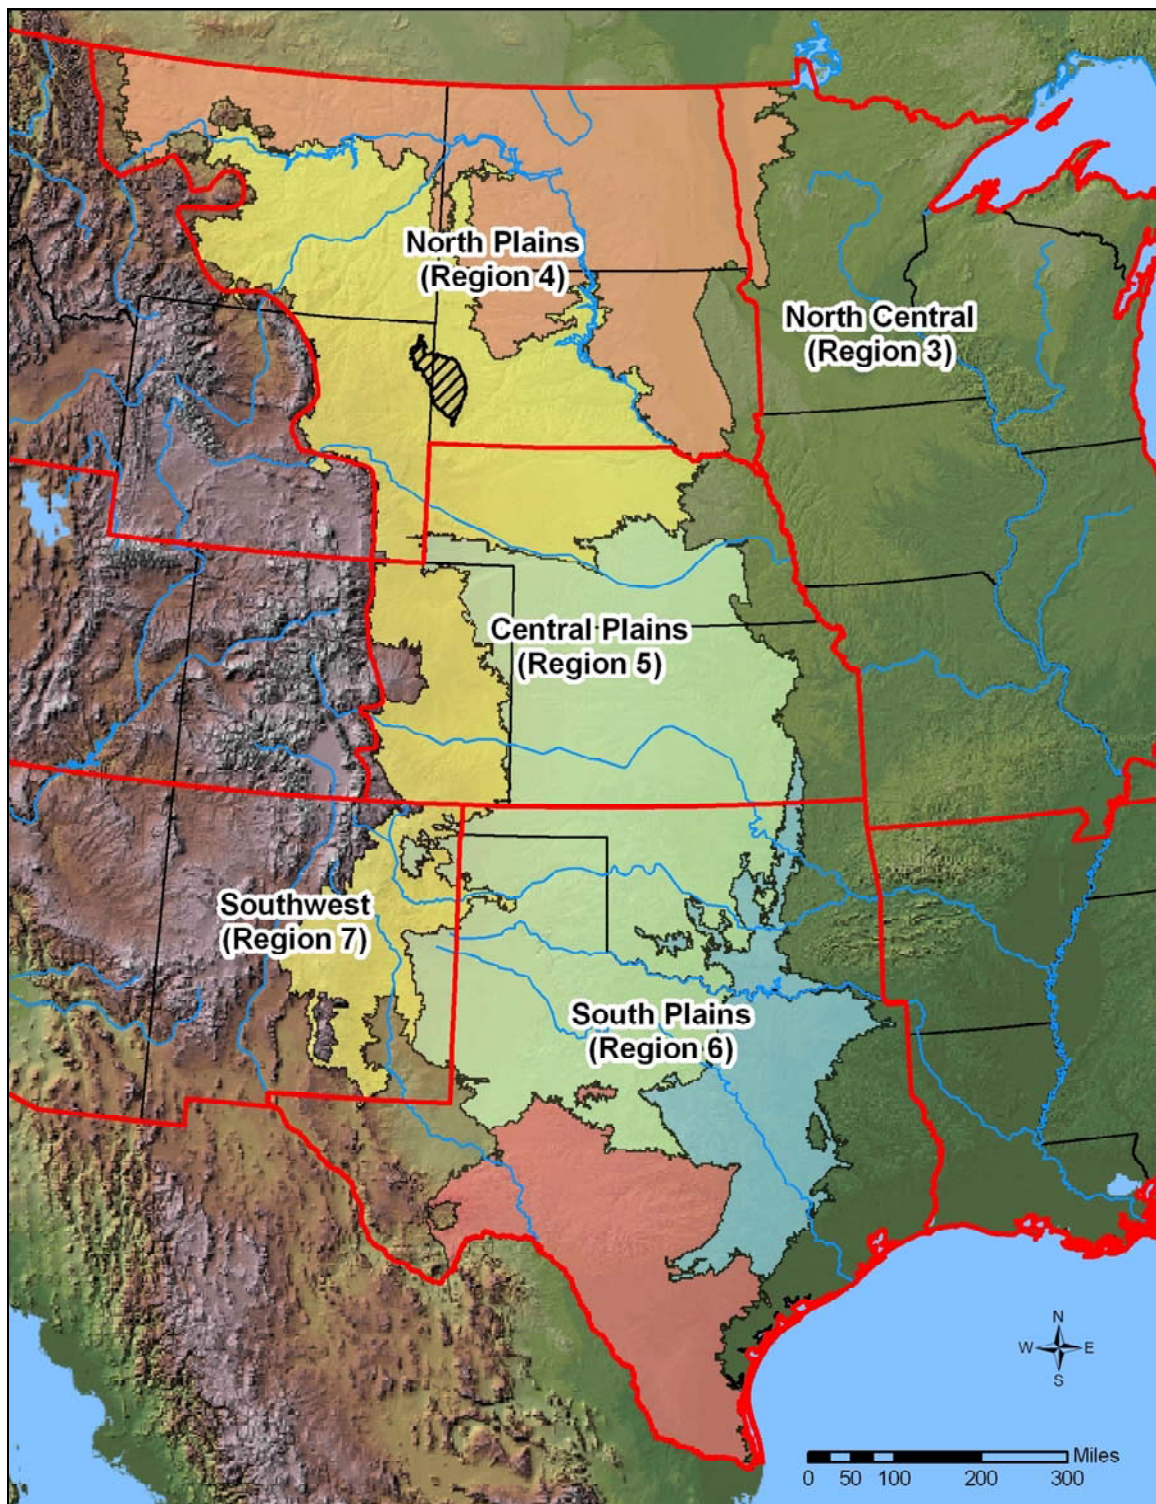 North Plains
(Region 4)
North Central
(Region 3)
Central Plains
(Region 5)
Southwest
(Region 7)
South Plains
(Region 6)
N
W E
S
Miles
0 50 100 200 300